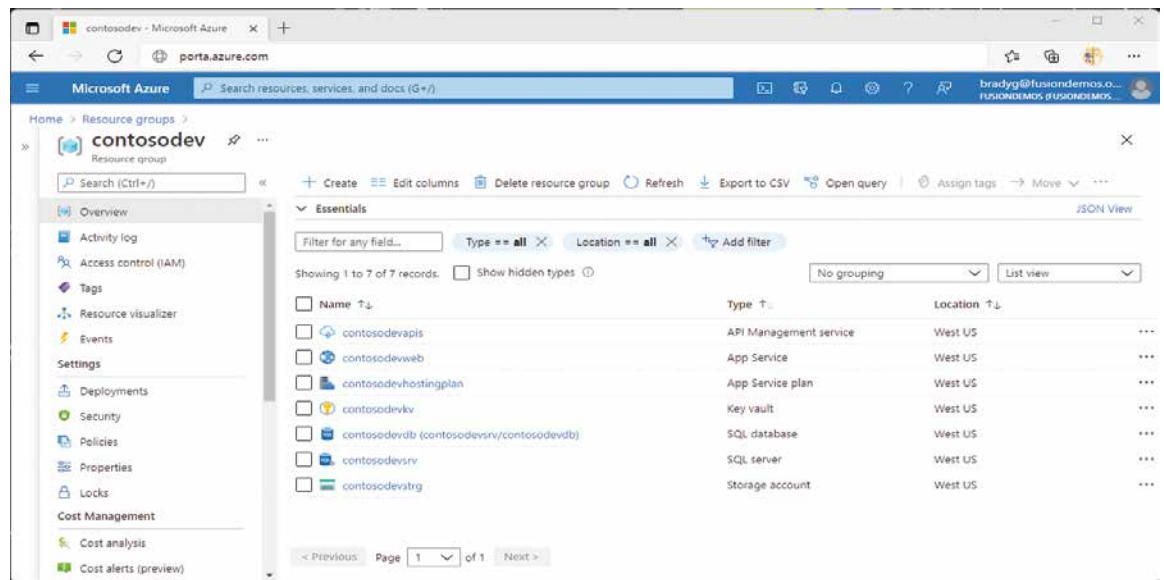 contosodev - Microsoft Azure
porta.azure.com
Microsoft Azure Search resources, services, and docs (G+/) bradyg@fusiondemos.o...
FUSIONDEMOS (FUSIONDEMOS...
Home > Resource groups >
contosodev
Resource group
Search (Ctrl+/)
Create Edit columns Delete resource group Refresh Export to CSV Open query Assign tags Move
Overview
Activity log
Access control (IAM)
Tags
Resource visualizer
Events
Settings
Deployments
Security
Policies
Properties
Locks
Cost Management
Cost analysis
Cost alerts (preview)
Essentials JSON View
Filter for any field... Type == all Location == all Add filter
Showing 1 to 7 of 7 records. Show hidden types No grouping List view
Name Type Location
contosodevapis API Management service West US
contosodevweb App Service West US
contosodevhostingplan App Service plan West US
contosodevkv Key vault West US
contosodevdb (contosodevsrv/contosodevdb) SQL database West US
contosodevsrv SQL server West US
contosodevstrg Storage account West US
< Previous Page 1 of 1 Next >